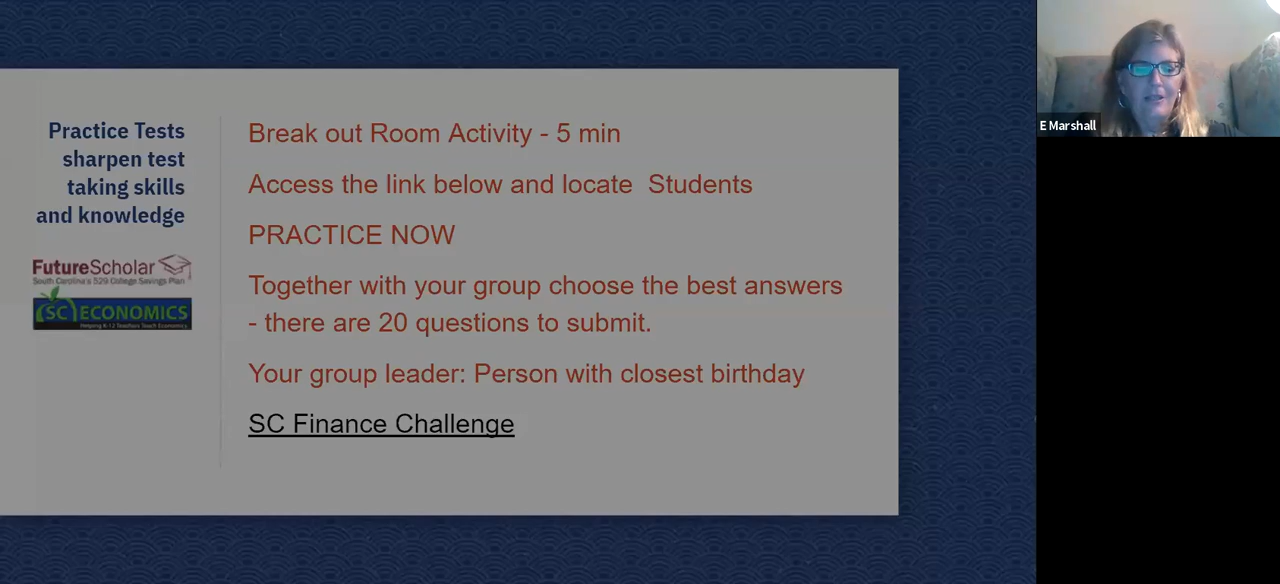 Practice Tests
sharpen test
taking skills
and knowledge
FutureScholar
South Carolina's 529 College Savings Plan
SC ECONOMICS
Helping K-12 Teachers Teach Economics
Break out Room Activity - 5 min
Access the link below and locate  Students
PRACTICE NOW
Together with your group choose the best answers
- there are 20 questions to submit.
Your group leader: Person with closest birthday
SC Finance Challenge
E Marshall